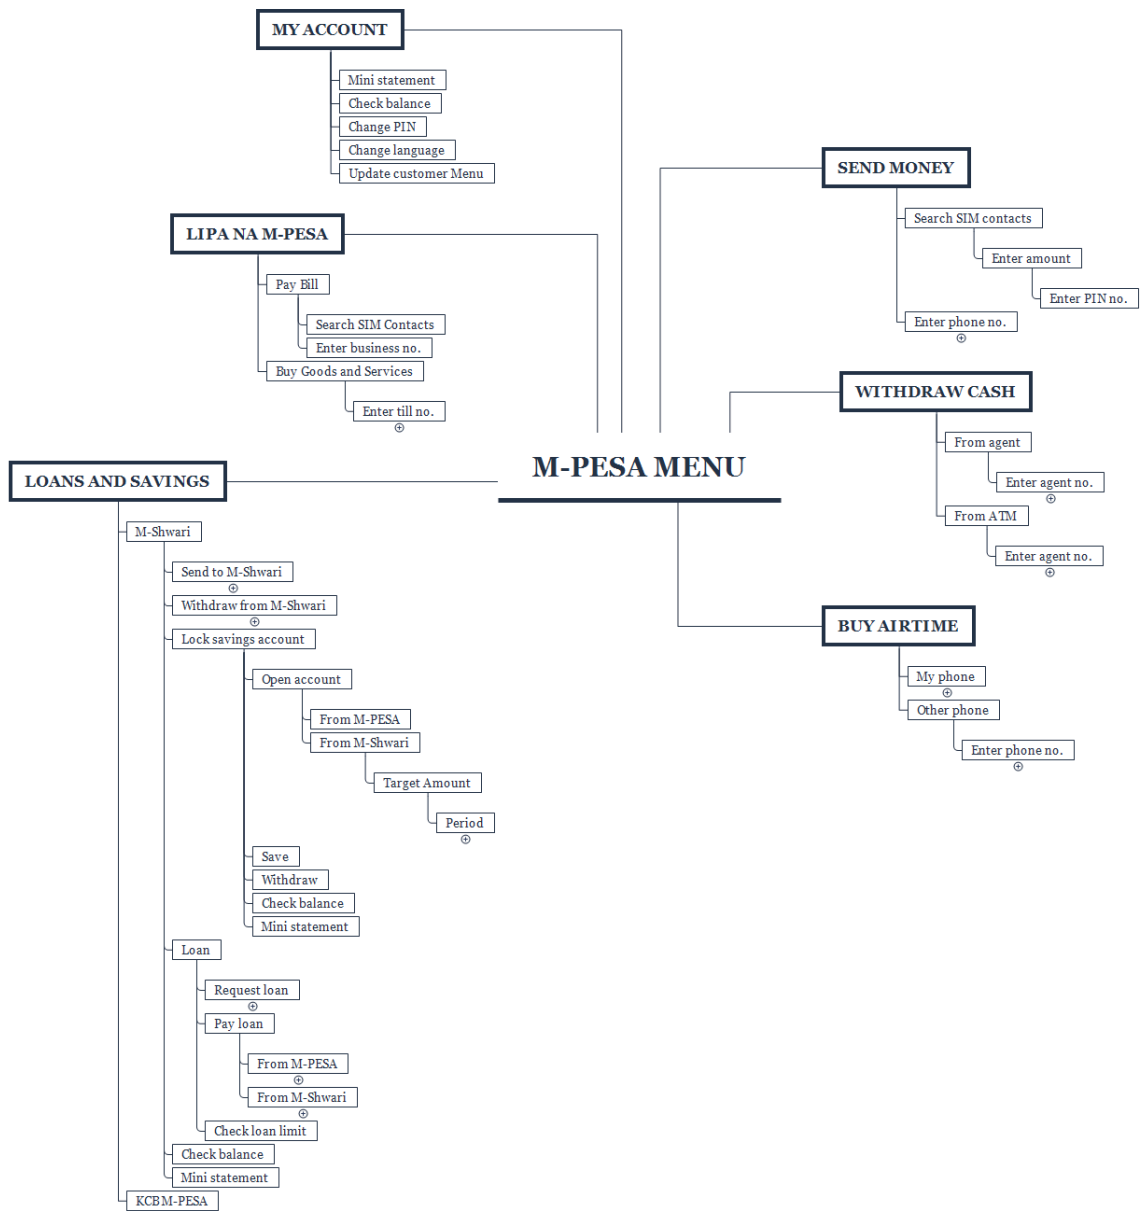 MY ACCOUNT
Mini statement
Check balance
Change PIN
Change language
Update customer Menu
LIPA NA M-PESA
Pay Bill
Search SIM Contacts
Enter business no.
Buy Goods and Services
Enter till no.
LOANS AND SAVINGS
M-Shwari
Send to M-Shwari
Withdraw from M-Shwari
Lock savings account
Open account
From M-PESA
From M-Shwari
Target Amount
Period
Save
Withdraw
Check balance
Mini statement
Loan
Request loan
Pay loan
From M-PESA
From M-Shwari
Check loan limit
Check balance
Mini statement
KCB M-PESA
M-PESA MENU
SEND MONEY
Search SIM contacts
Enter amount
Enter PIN no.
Enter phone no.
WITHDRAW CASH
From agent
Enter agent no.
From ATM
Enter agent no.
BUY AIRTIME
My phone
Other phone
Enter phone no.